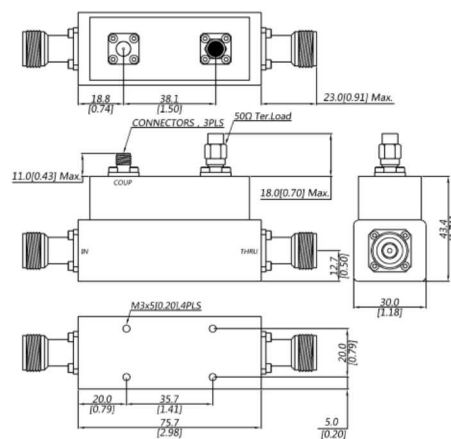 18.8
[0.74]
38.1
[1.50]
23.0[0.91] Max.
CONNECTORS , 3PLS
50Ω Ter.Load
11.0[0.43] Max.
18.0[0.70] Max.
COUP
IN
THRU
12.7
[0.50]
43.4
30.0
[1.18]
M3x5[0.20],4PLS
20.0
[0.79]
20.0
[0.79]
35.7
[1.41]
75.7
[2.98]
5.0
[0.20]